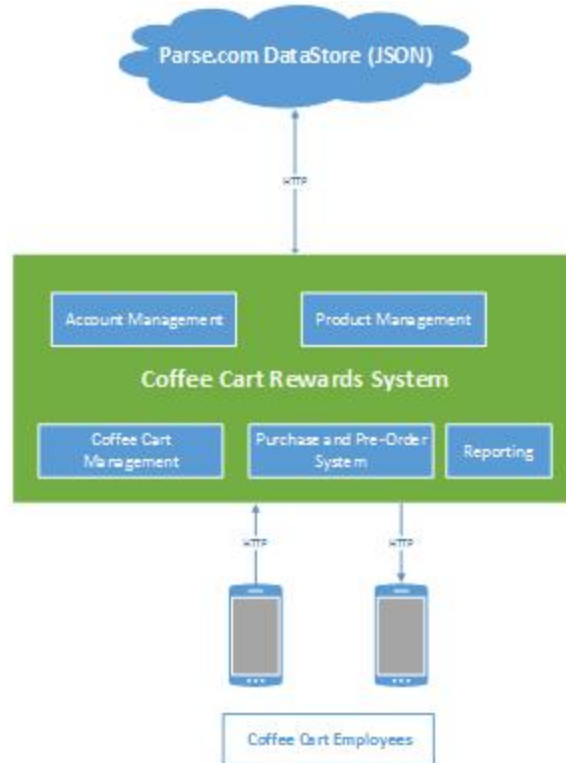 Parse.com DataStore (JSON)
HTTP
Account Management
Product Management
Coffee Cart Rewards System
Coffee Cart
Management
Purchase and Pre-Order
System
Reporting
HTTP
HTTP
Coffee Cart Employees